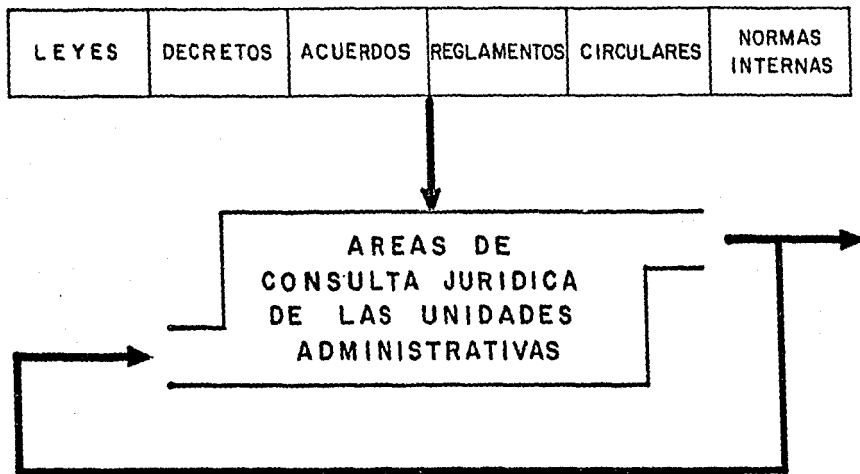 LEYES
DECRETOS
ACUERDOS
REGLAMENTOS
CIRCULARES
NORMAS
INTERNAS
AREAS DE
CONSULTA JURIDICA
DE LAS UNIDADES
ADMINISTRATIVAS